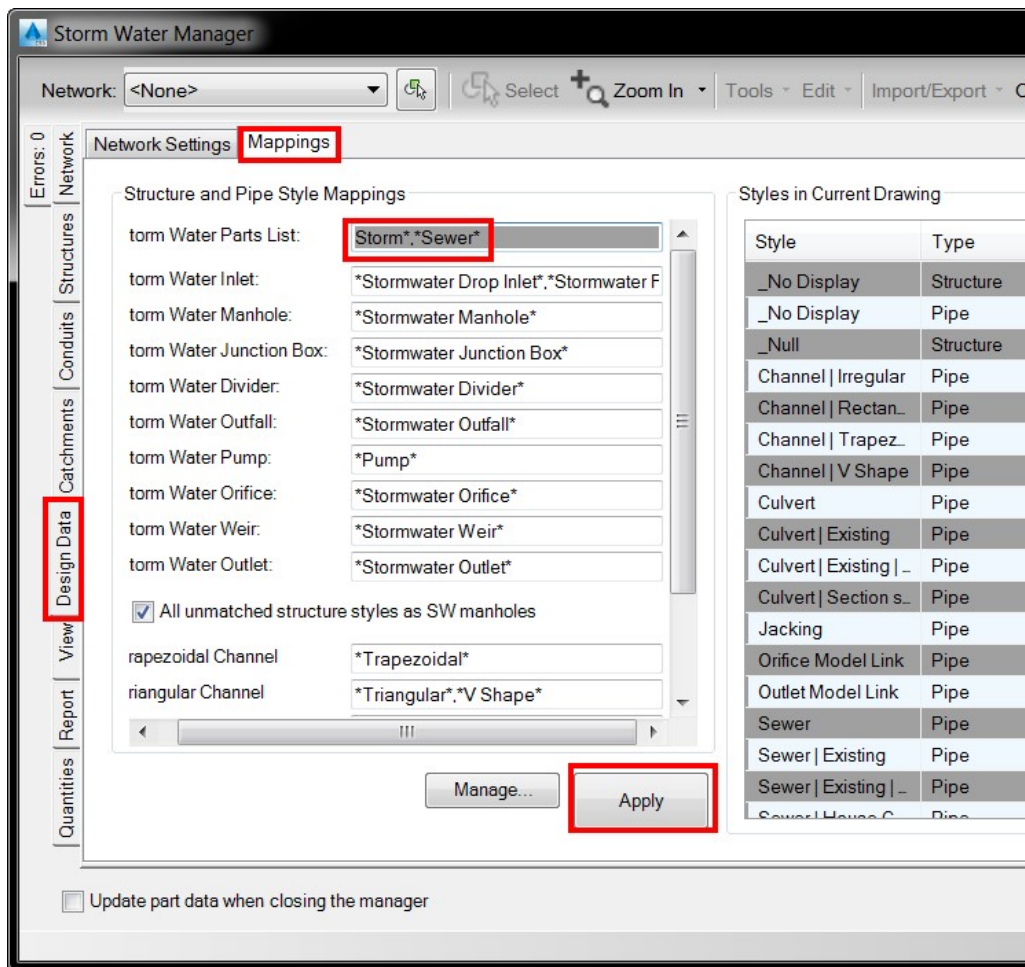 Storm Water Manager
Network: <None> Select Zoom In Tools Edit Import/Export
Errors: 0
Network
Structures
Conduits
Catchments
Design Data
View
Report
Quantities
Network Settings Mappings
Structure and Pipe Style Mappings
torm Water Parts List: Storm*,*Sewer*
torm Water Inlet: *Stormwater Drop Inlet*,*Stormwater F
torm Water Manhole: *Stormwater Manhole*
torm Water Junction Box: *Stormwater Junction Box*
torm Water Divider: *Stormwater Divider*
torm Water Outfall: *Stormwater Outfall*
torm Water Pump: *Pump*
torm Water Orifice: *Stormwater Orifice*
torm Water Weir: *Stormwater Weir*
torm Water Outlet: *Stormwater Outlet*
All unmatched structure styles as SW manholes
rapezoidal Channel *Trapezoidal*
riangular Channel *Triangular*,*V Shape*
Manage... Apply
Styles in Current Drawing
Style Type
_No Display Structure
_No Display Pipe
_Null Structure
Channel | Irregular Pipe
Channel | Rectan... Pipe
Channel | Trapez... Pipe
Channel | V Shape Pipe
Culvert Pipe
Culvert | Existing Pipe
Culvert | Existing | ... Pipe
Culvert | Section s... Pipe
Jacking Pipe
Orifice Model Link Pipe
Outlet Model Link Pipe
Sewer Pipe
Sewer | Existing Pipe
Sewer | Existing | ... Pipe
Update part data when closing the manager